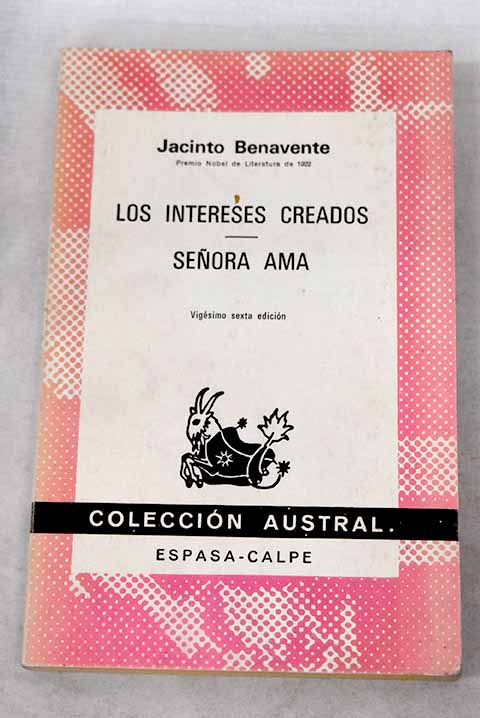 Jacinto Benavente
Premio Nobel de Literatura de 1922
LOS INTERESES CREADOS
SEÑORA AMA
Vigésimo sexta edición
COLECCIÓN AUSTRAL.
ESPASA-CALPE